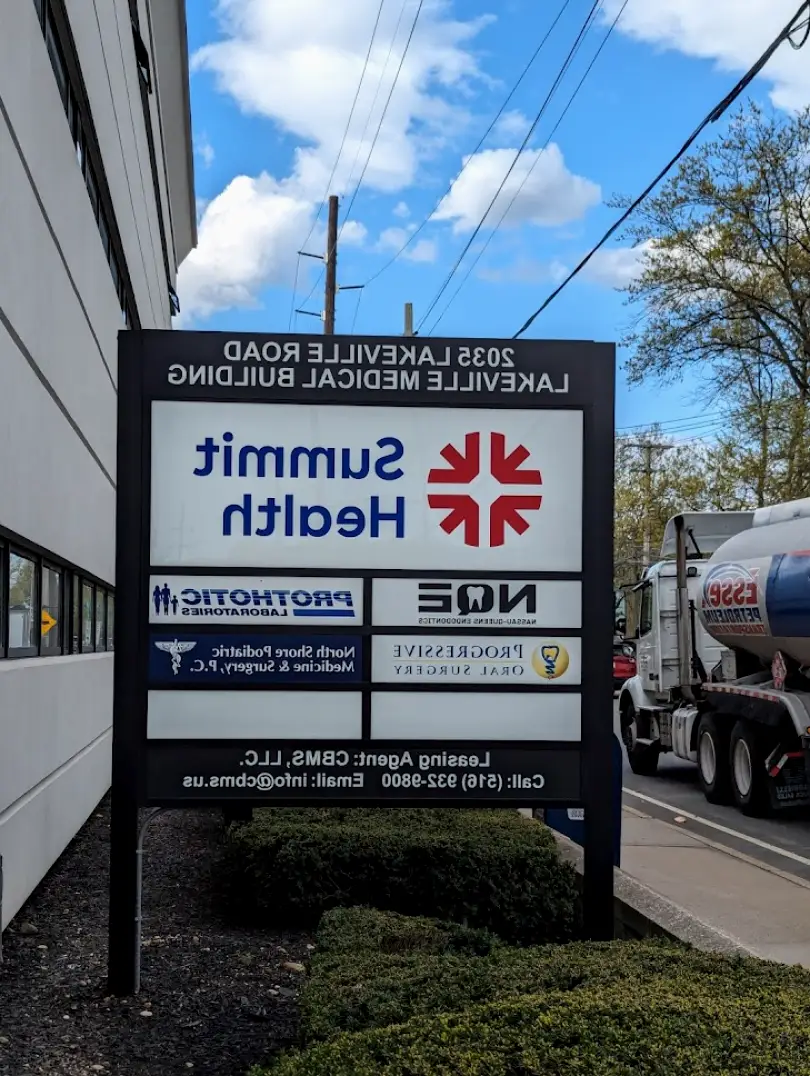 2035 LAKEVILLE ROAD
LAKEVILLE MEDICAL BUILDING
Summit
Health
NQE
NASSAU-QUEENS ENDODONTICS
PROTHOTIC
LABORATORIES
PROGRESSIVE
ORAL SURGERY
North Shore Podiatric
Medicine & Surgery, P.C.
Leasing Agent: CBMS, LLC.
Call: (516) 932-9800 Email: info@cbms.us
ESSEX
PETROLEUM